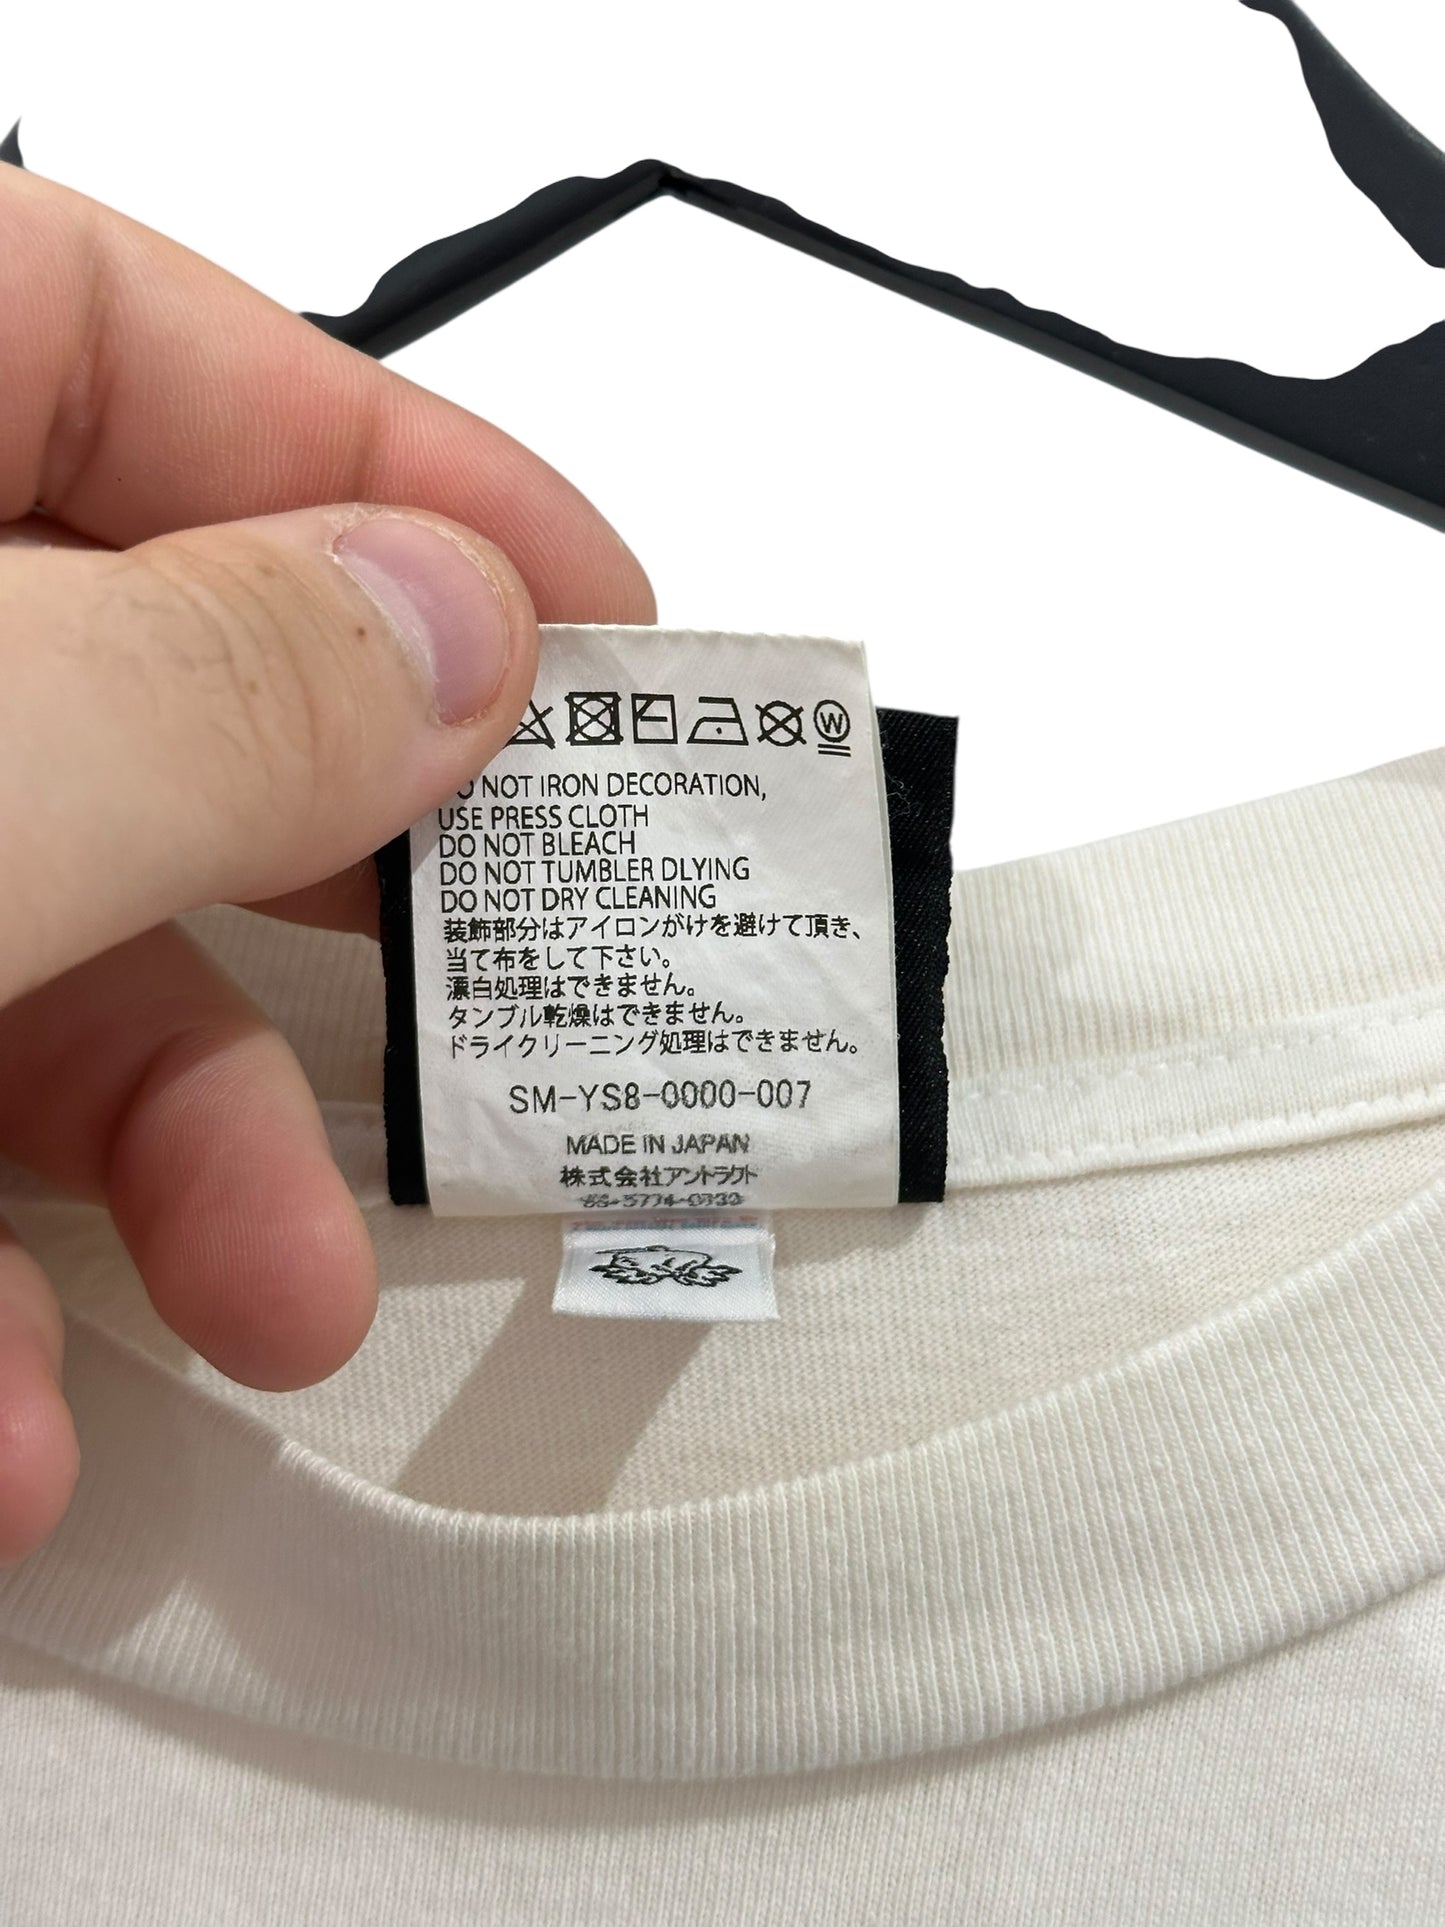 W
NOT IRON DECORATION,
USE PRESS CLOTH
DO NOT BLEACH
DO NOT TUMBLER DLYING
DO NOT DRY CLEANING
装飾部分はアイロンがけを避けて頂き、
当て布をして下さい。
漂白処理はできません。
タンブル乾燥はできません。
ドライクリーニング処理はできません。
SM-YS8-0000-007
MADE IN JAPAN
株式会社アントラクト